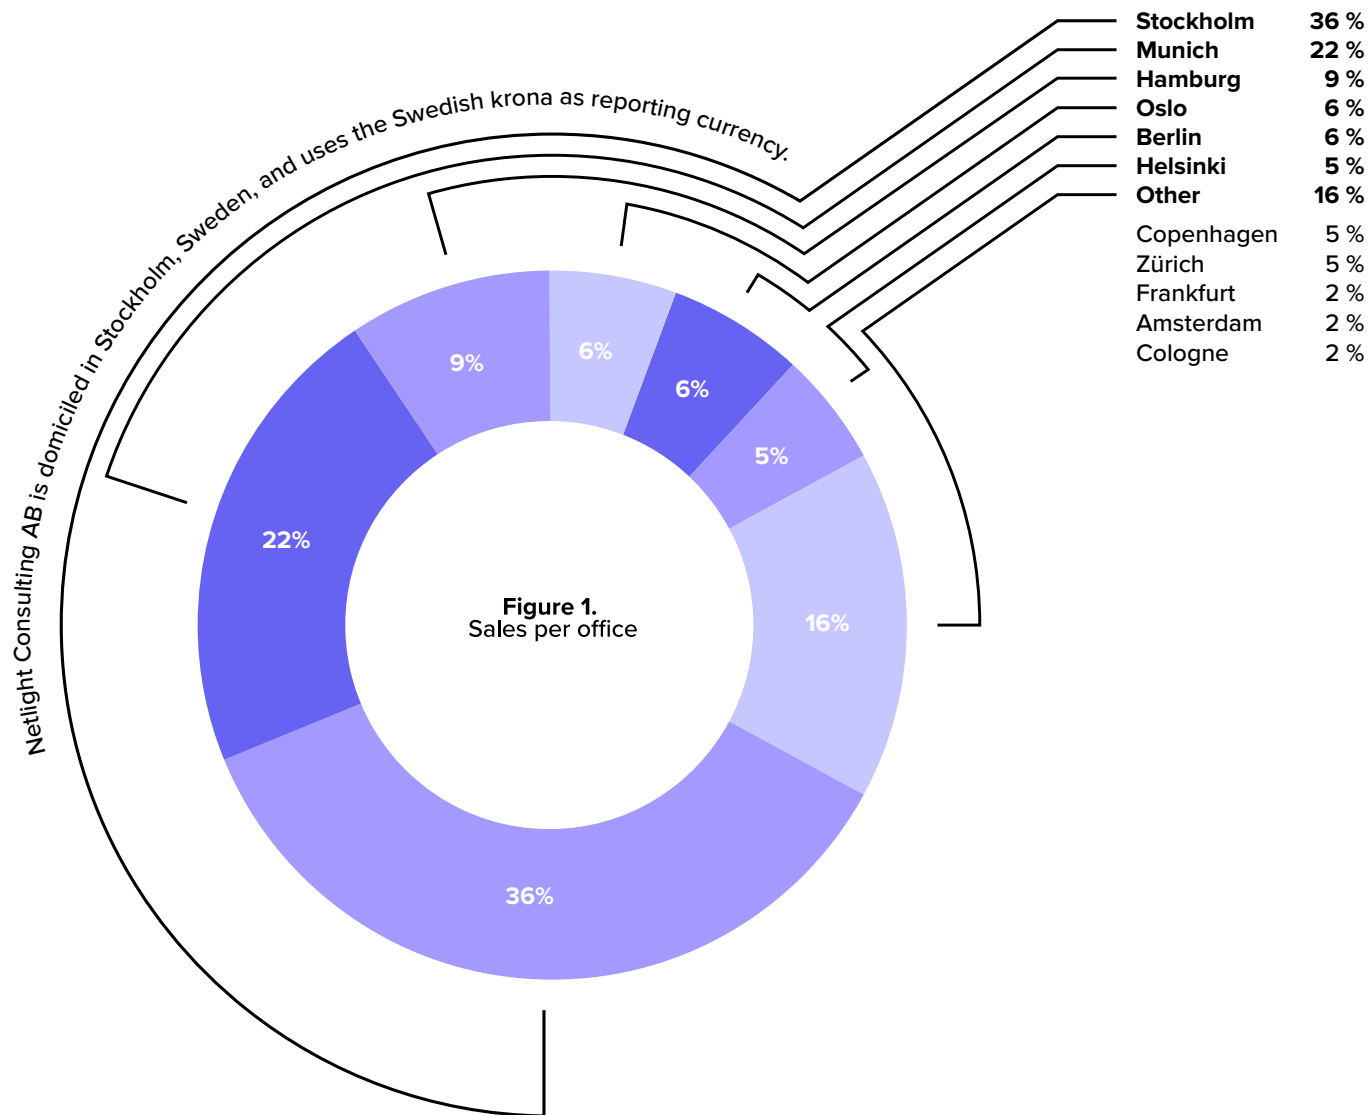 Stockholm 36 %
Munich 22 %
Hamburg 9 %
Oslo 6 %
Berlin 6 %
Helsinki 5 %
Other 16 %
Copenhagen 5 %
Zürich 5 %
Frankfurt 2 %
Amsterdam 2 %
Cologne 2 %
Netlight Consulting AB is domiciled in Stockholm, Sweden, and uses the Swedish krona as reporting currency.
9%
6%
6%
5%
22%
16%
36%
Figure 1.
Sales per office